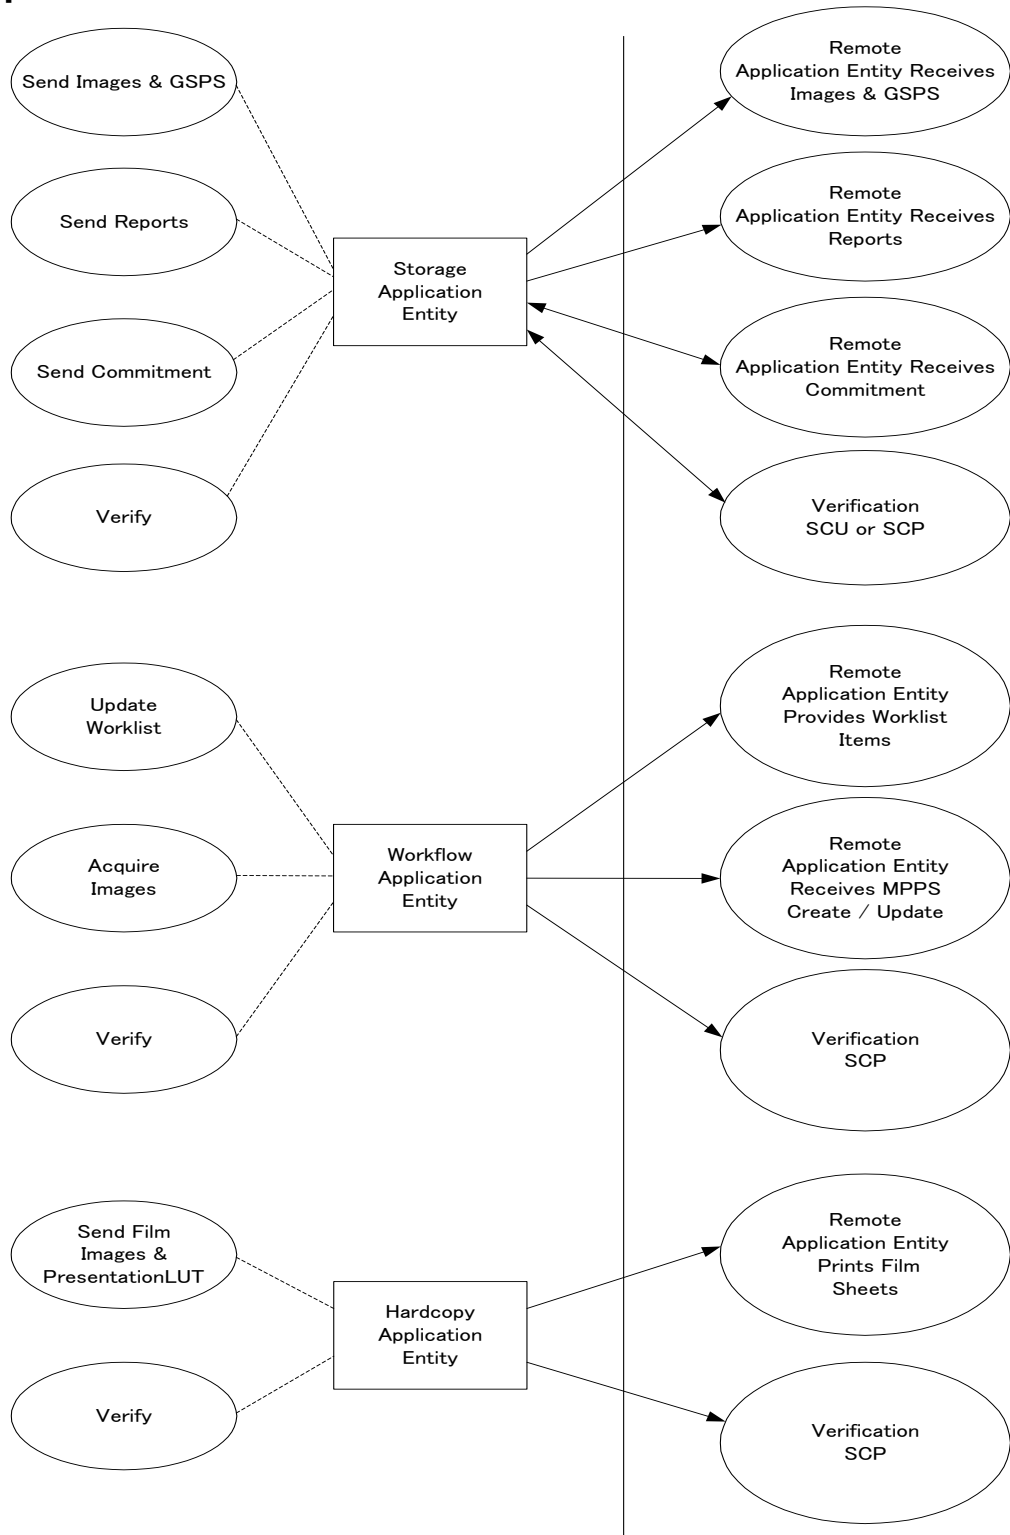 Send Images & GSPS
Send Reports
Send Commitment
Verify
Storage
Application
Entity
Remote
Application Entity Receives
Images & GSPS
Remote
Application Entity Receives
Reports
Remote
Application Entity Receives
Commitment
Verification
SCU or SCP
Update
Worklist
Acquire
Images
Verify
Workflow
Application
Entity
Remote
Application Entity
Provides Worklist
Items
Remote
Application Entity
Receives MPPS
Create / Update
Verification
SCP
Send Film
Images &
PresentationLUT
Verify
Hardcopy
Application
Entity
Remote
Application Entity
Prints Film
Sheets
Verification
SCP